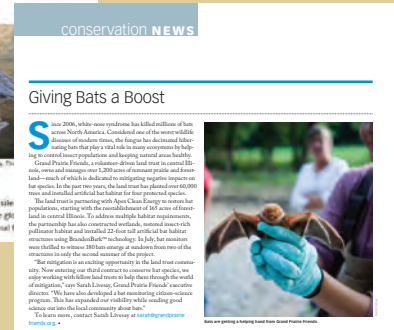 conservation NEWS
Giving Bats a Boost
Since 2006, white-nose syndrome has killed millions of bats
across North America. Considered one of the worst wildlife
diseases of modern times, the fungus has decimated hiber-
nating bats that play a vital role in many ecosystems by help-
ing to control insect populations and keeping natural areas healthy.
Grand Prairie Friends, a volunteer-driven land trust in central Illi-
nois, owns and manages over 1,200 acres of remnant prairie and forest-
land—much of which is dedicated to mitigating negative impacts on
bat species. In the past two years, the land trust has planted over 60,000
trees and installed artificial bat habitat for four protected species.
The land trust is partnering with Apex Clean Energy to restore bat
populations, starting with the reestablishment of 165 acres of forest-
land in central Illinois. To address multiple habitat requirements,
the partnership has also constructed wetlands, restored insect-rich
pollinator habitat and installed 22-foot tall artificial bat habitat
structures using BrandenBark™ technology. In July, bat monitors
were thrilled to witness 180 bats emerge at sundown from two of the
structures in only the second summer of the project.
"Bat mitigation is an exciting opportunity in the land trust commu-
nity. Now entering our third contract to conserve bat species, we
enjoy working with fellow land trusts to help them through the world
of mitigation," says Sarah Livesay, Grand Prairie Friends' executive
director. "We have also developed a bat monitoring citizen-science
program. This has expanded our visibility while sending good
science out into the local community about bats."
To learn more, contact Sarah Livesay at sarah@grandprairie
friends.org. •
Bats are getting a helping hand from Grand Prairie Friends.